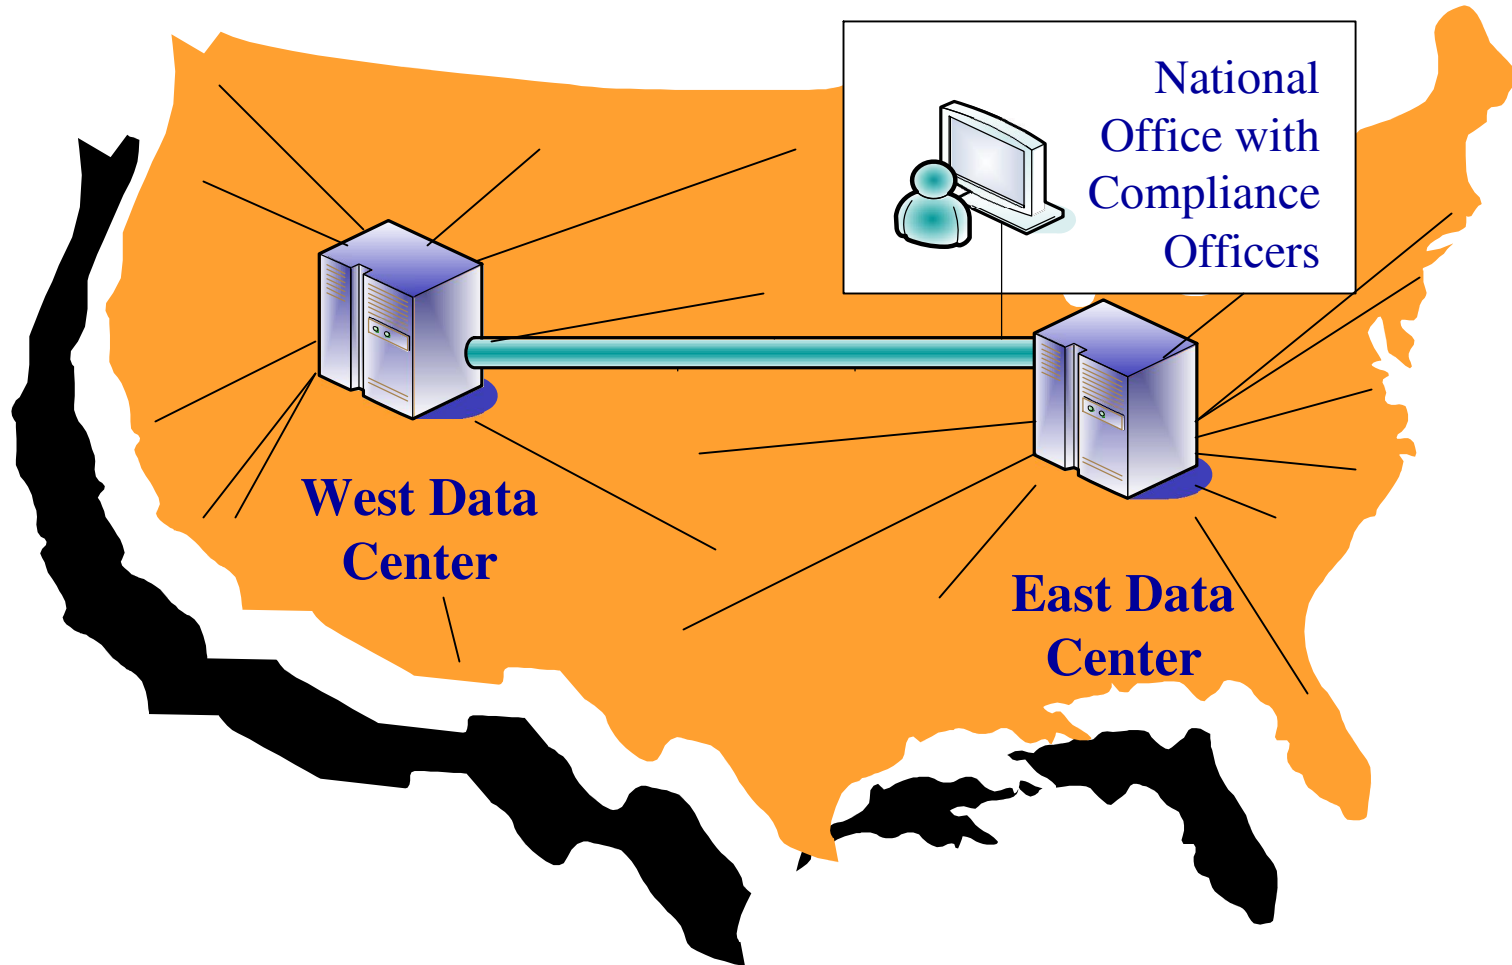 National
Office with
Compliance
Officers
West Data
Center
East Data
Center